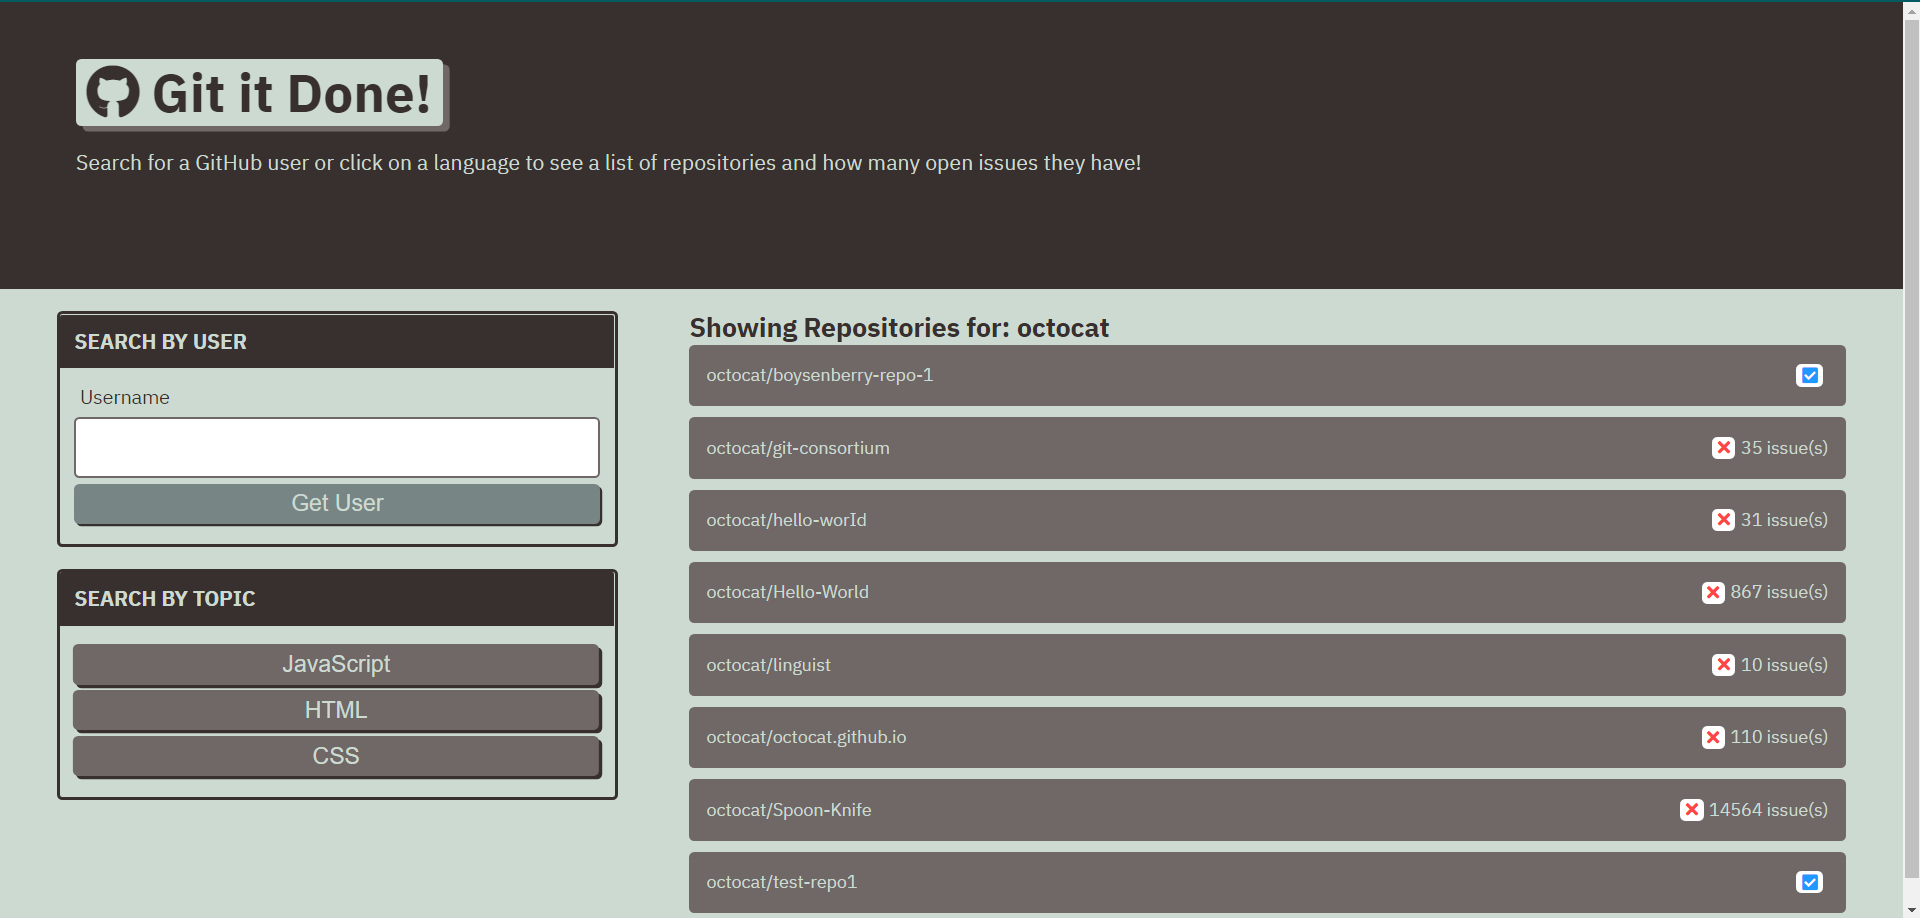 Git it Done!
Search for a GitHub user or click on a language to see a list of repositories and how many open issues they have!
SEARCH BY USER
Username
Get User
SEARCH BY TOPIC
JavaScript
HTML
CSS
Showing Repositories for: octocat
octocat/boysenberry-repo-1
octocat/git-consortium 35 issue(s)
octocat/hello-worId 31 issue(s)
octocat/Hello-World 867 issue(s)
octocat/linguist 10 issue(s)
octocat/octocat.github.io 110 issue(s)
octocat/Spoon-Knife 14564 issue(s)
octocat/test-repo1